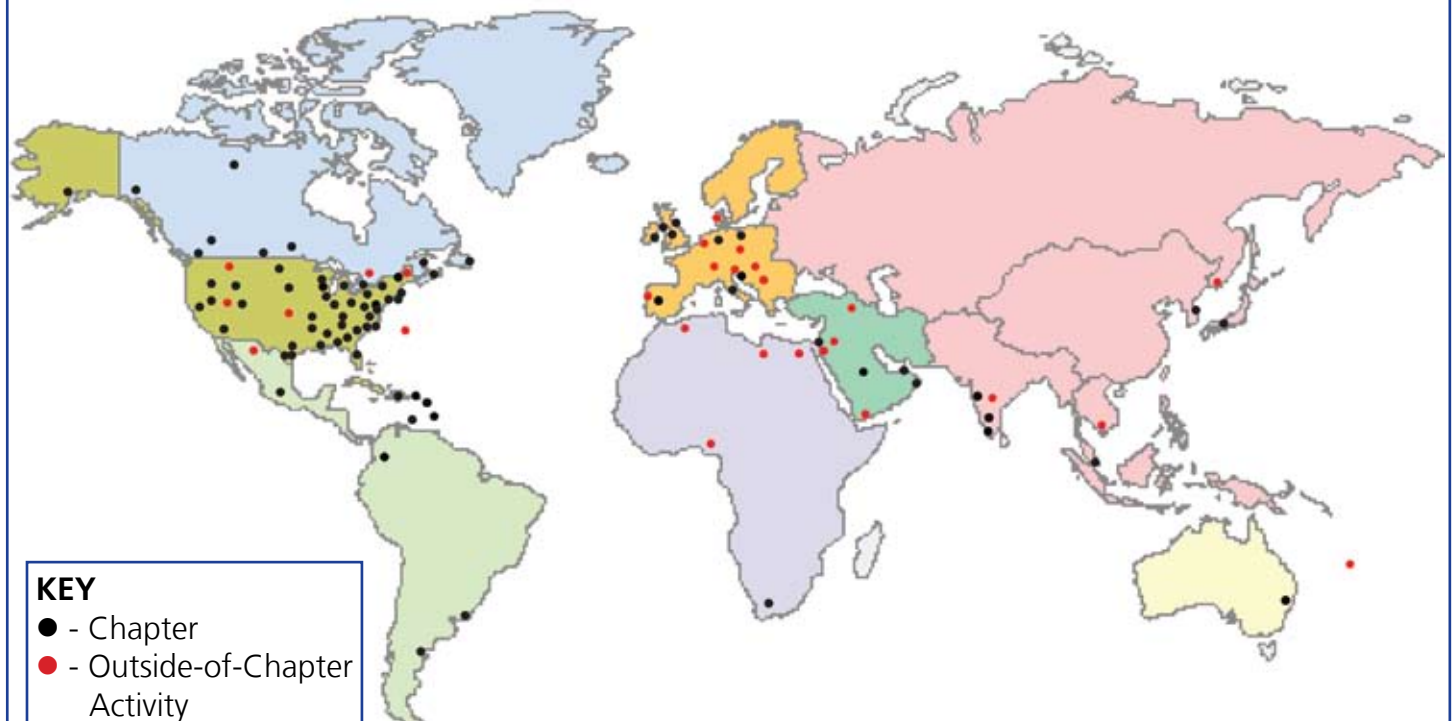 KEY
● - Chapter
● - Outside-of-Chapter
Activity